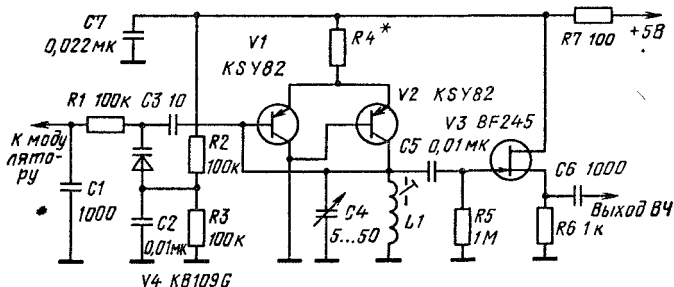 C7
0,022мк
V1
KSY82
R4*
R7 100
+5В
R1 100к
C3 10
V2 KSY82
V3 BF245
К моду
лято-
ру
R2
100к
C5
0,01мк
C6 1000
Выход ВЧ
C1
1000
C2
0,01мк
R3
100к
C4
5...50
L1
R5
1М
R6 1к
V4 KB109G